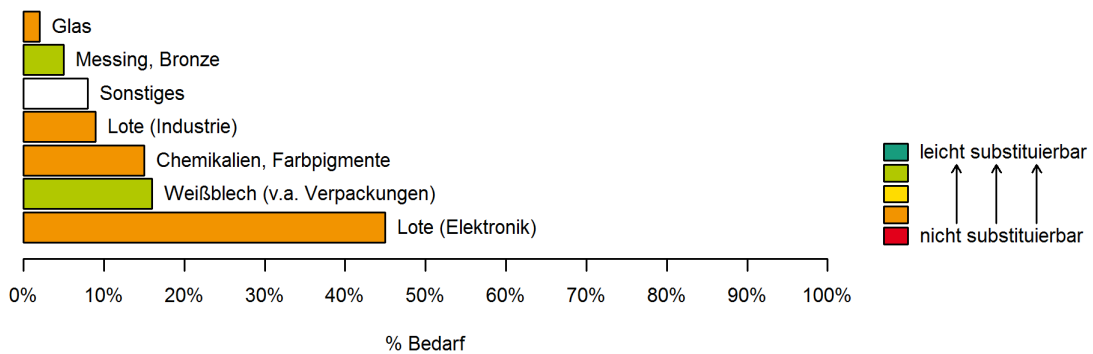 Glas
Messing, Bronze
Sonstiges
Lote (Industrie)
Chemikalien, Farbpigmente
Weißblech (v.a. Verpackungen)
Lote (Elektronik)
0% 10% 20% 30% 40% 50% 60% 70% 80% 90% 100%
% Bedarf
leicht substituierbar
nicht substituierbar